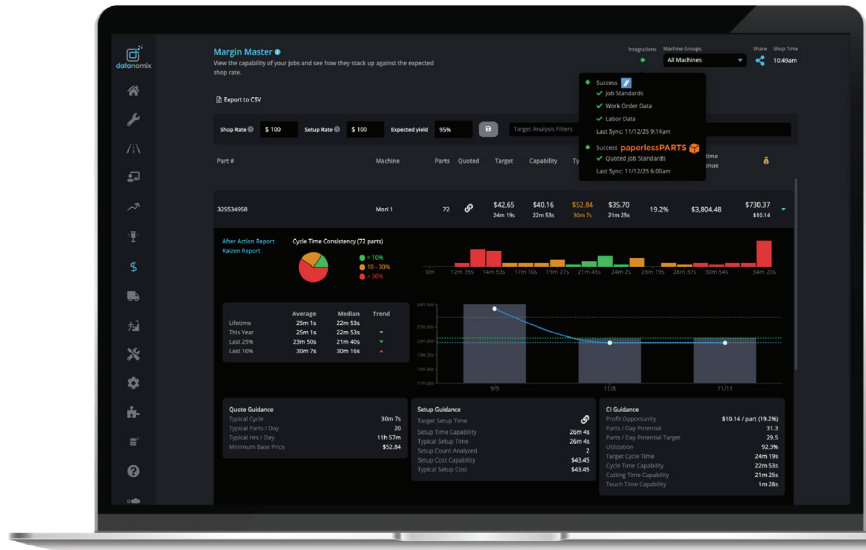 datanomix
Margin Master
View the capability of your jobs and see how they stack up against the expected
shop rate.
Integrations
Machine Groups
All Machines
Share
Shop Time
10:49am
Export to CSV
Success
Job Standards
Work Order Data
Labor Data
Last Sync: 11/12/25 9:14am
Success paperlessPARTS
Quoted Job Standards
Last Sync: 11/12/25 6:00am
Shop Rate $ 100 Setup Rate $ 100 Expected yield 95% Target Analysis Filters
Part # Machine Parts Quoted Target Capability
325534958 Mori 1 72 $42.65 $40.16 $52.84 $35.70 19.2% $3,804.48 $730.37
24m 19s 22m 53s 30m 7s 21m 25s $10.14
After Action Report
Kaizen Report
Cycle Time Consistency (72 parts)
< 10%
10 - 30%
> 30%
0m 12m 35s 14m 53s 17m 10s 19m 27s 21m 45s 24m 2s 26m 19s 28m 37s 30m 54s 34m 20s
Average Median Trend
Lifetime 25m 1s 22m 53s
This Year 25m 1s 22m 53s
Last 25% 23m 50s 21m 40s
Last 10% 30m 7s 30m 16s
9/9 11/8 11/13
Quote Guidance
Typical Cycle 30m 7s
Typical Parts / Day 20
Typical Hrs / Day 11h 57m
Minimum Base Price $52.84
Setup Guidance
Target Setup Time
Setup Time Capability 26m 4s
Typical Setup Time 26m 4s
Setup Count Analyzed 2
Setup Cost Capability $43.45
Typical Setup Cost $43.45
CI Guidance
Profit Opportunity $10.14 / part (19.2%)
Parts / Day Potential 31.3
Parts / Day Potential Target 29.5
Utilization 92.3%
Target Cycle Time 24m 19s
Cycle Time Capability 22m 53s
Cutting Time Capability 21m 25s
Touch Time Capability 1m 28s